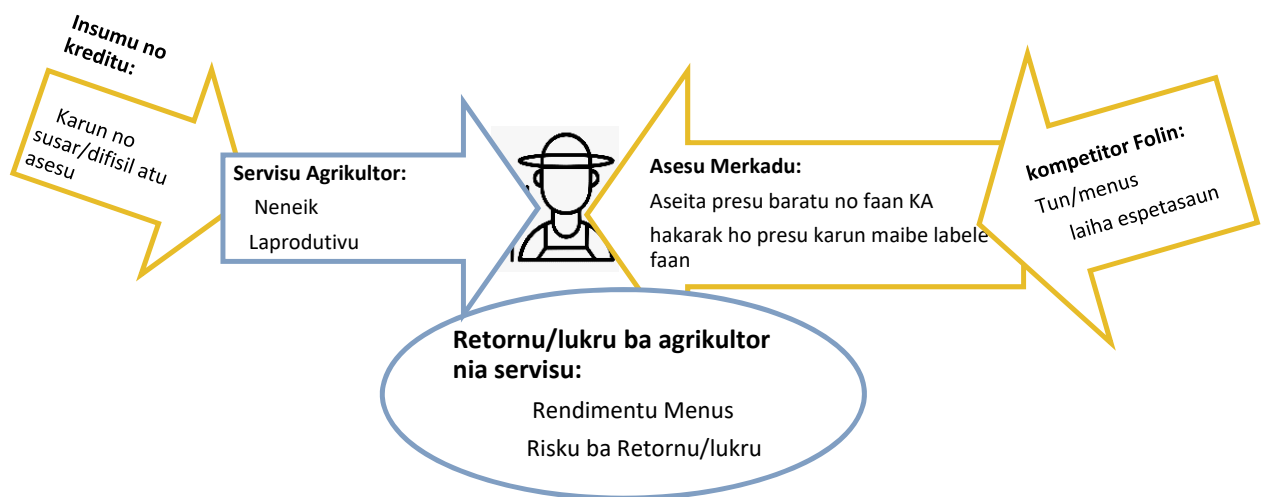 Insumu no
kreditu:
Karun no
susar/difisil atu
asesu
Servisu Agrikultor:
Neneik
Laprodutivu
Asesu Merkadu:
Aseita presu baratu no faan KA
hakarak ho presu karun maibe labele
faan
kompetitor Folin:
Tun/menus
laiha espetasaun
Retornu/lukru ba agrikultor
nia servisu:
Rendimentu Menus
Risku ba Retornu/lukru